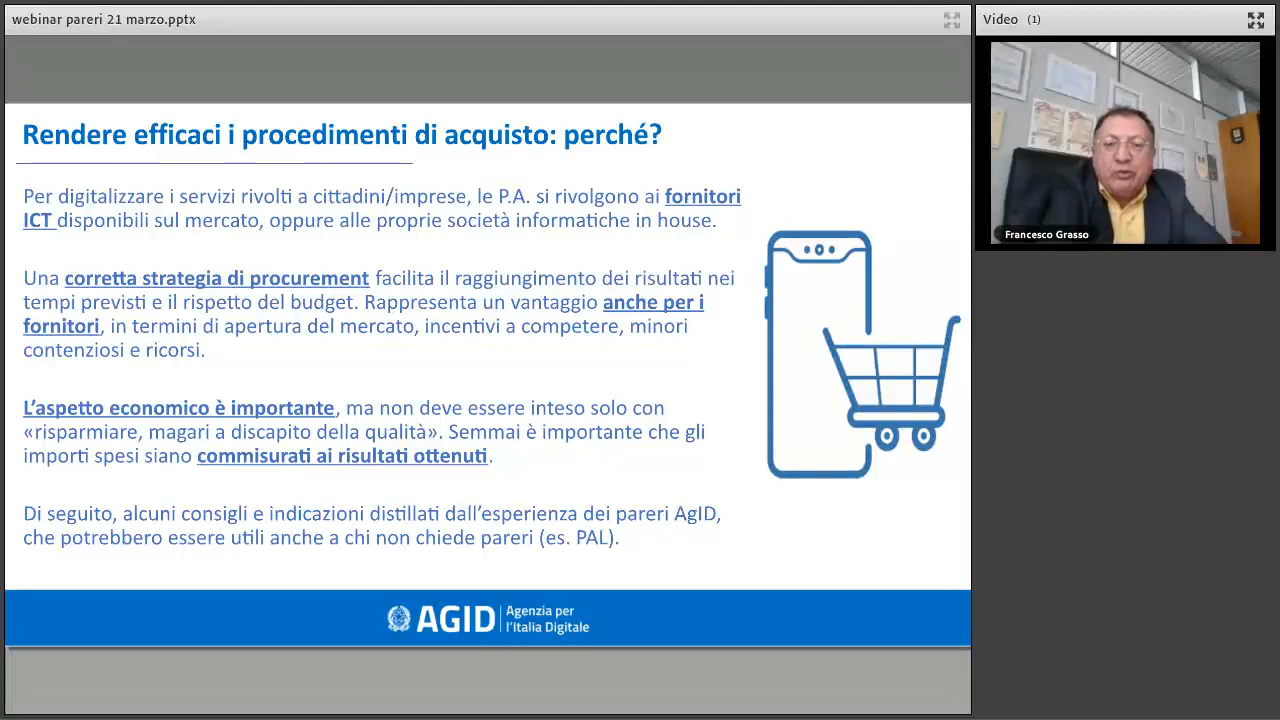 webinar pareri 21 marzo.pptx
Video (1)
Francesco Grasso
Rendere efficaci i procedimenti di acquisto: perché?
Per digitalizzare i servizi rivolti a cittadini/imprese, le P.A. si rivolgono ai fornitori
ICT disponibili sul mercato, oppure alle proprie società informatiche in house.
Una corretta strategia di procurement facilita il raggiungimento dei risultati nei
tempi previsti e il rispetto del budget. Rappresenta un vantaggio anche per i
fornitori, in termini di apertura del mercato, incentivi a competere, minori
contenziosi e ricorsi.
L’aspetto economico è importante, ma non deve essere inteso solo con
«risparmiare, magari a discapito della qualità». Semmai è importante che gli
importi spesi siano commisurati ai risultati ottenuti.
Di seguito, alcuni consigli e indicazioni distillati dall’esperienza dei pareri AgID,
che potrebbero essere utili anche a chi non chiede pareri (es. PAL).
AGID
Agenzia per
l’Italia Digitale